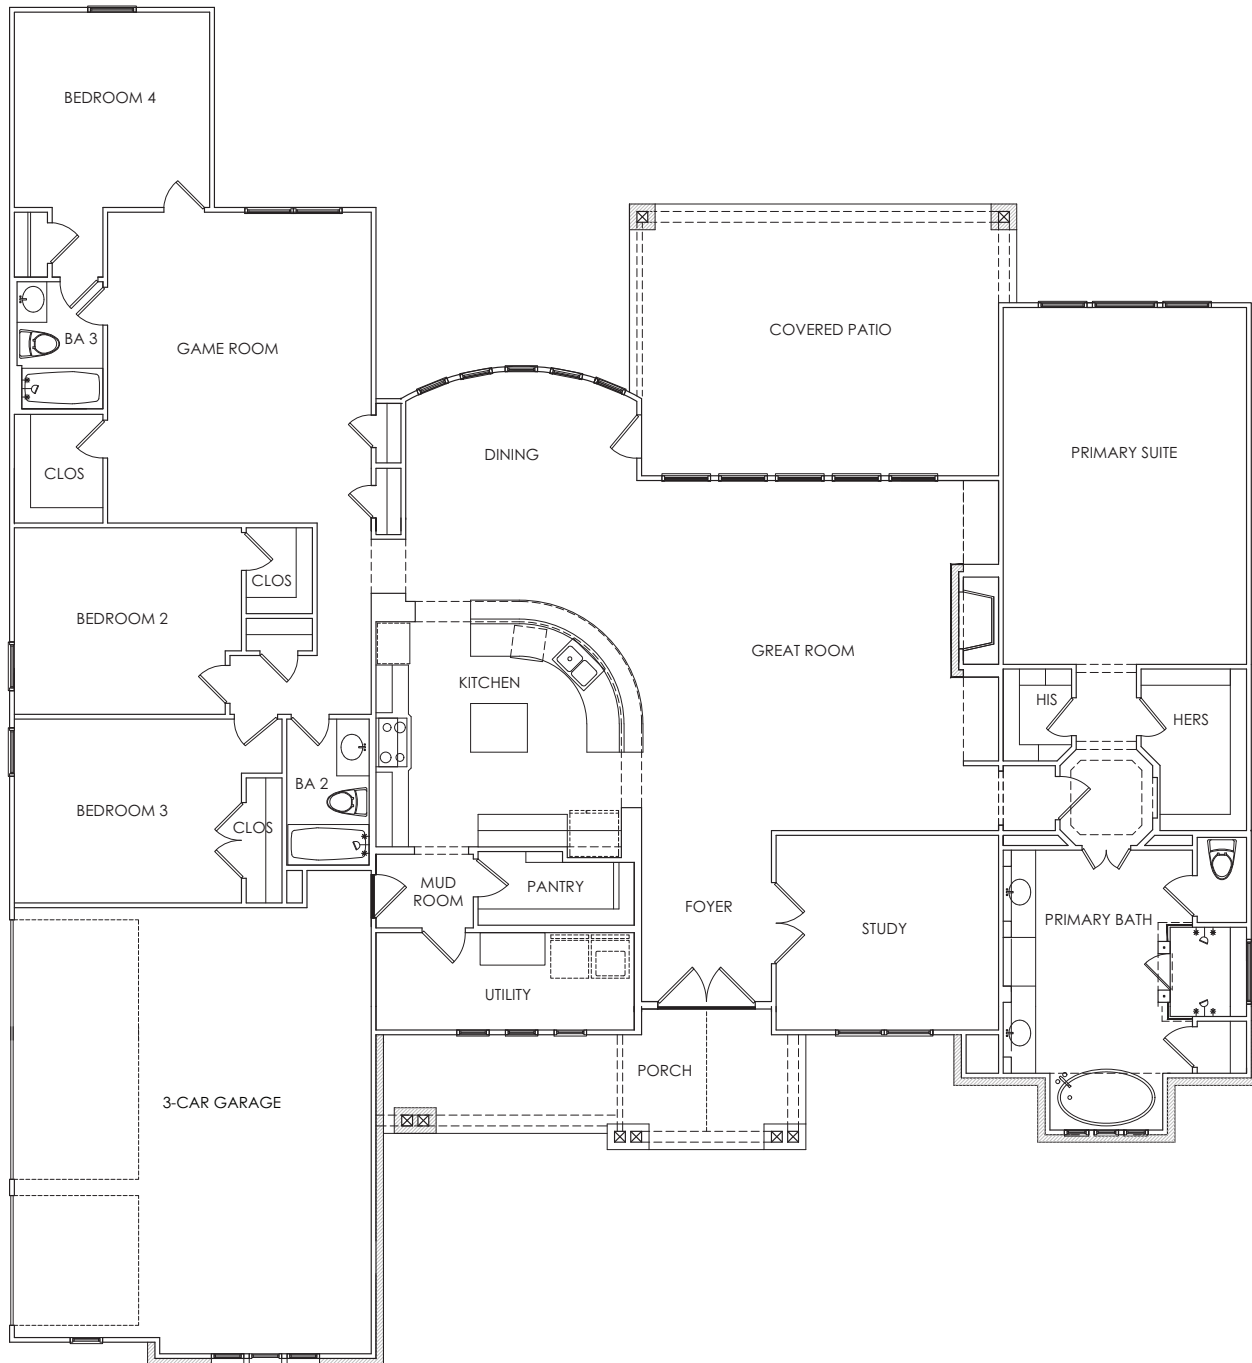 BEDROOM 4
COVERED PATIO
BA 3
GAME ROOM
DINING
PRIMARY SUITE
CLOS
CLOS
BEDROOM 2
GREAT ROOM
KITCHEN
HIS
HERS
BA 2
BEDROOM 3
CLOS
MUD
ROOM
PANTRY
FOYER
STUDY
PRIMARY BATH
UTILITY
PORCH
3-CAR GARAGE